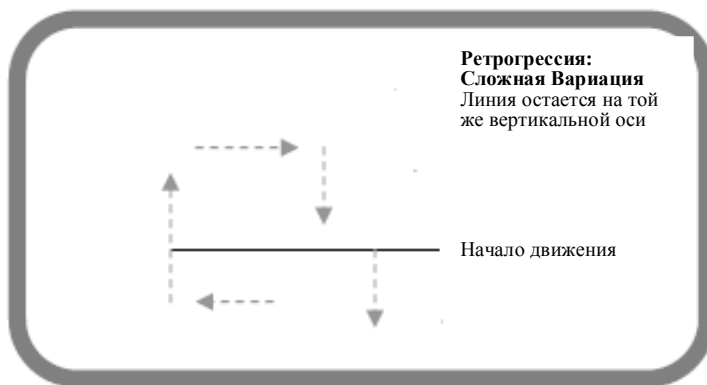 Ретрогрессия:
Сложная Вариация
Линия остается на той
же вертикальной оси
Начало движения